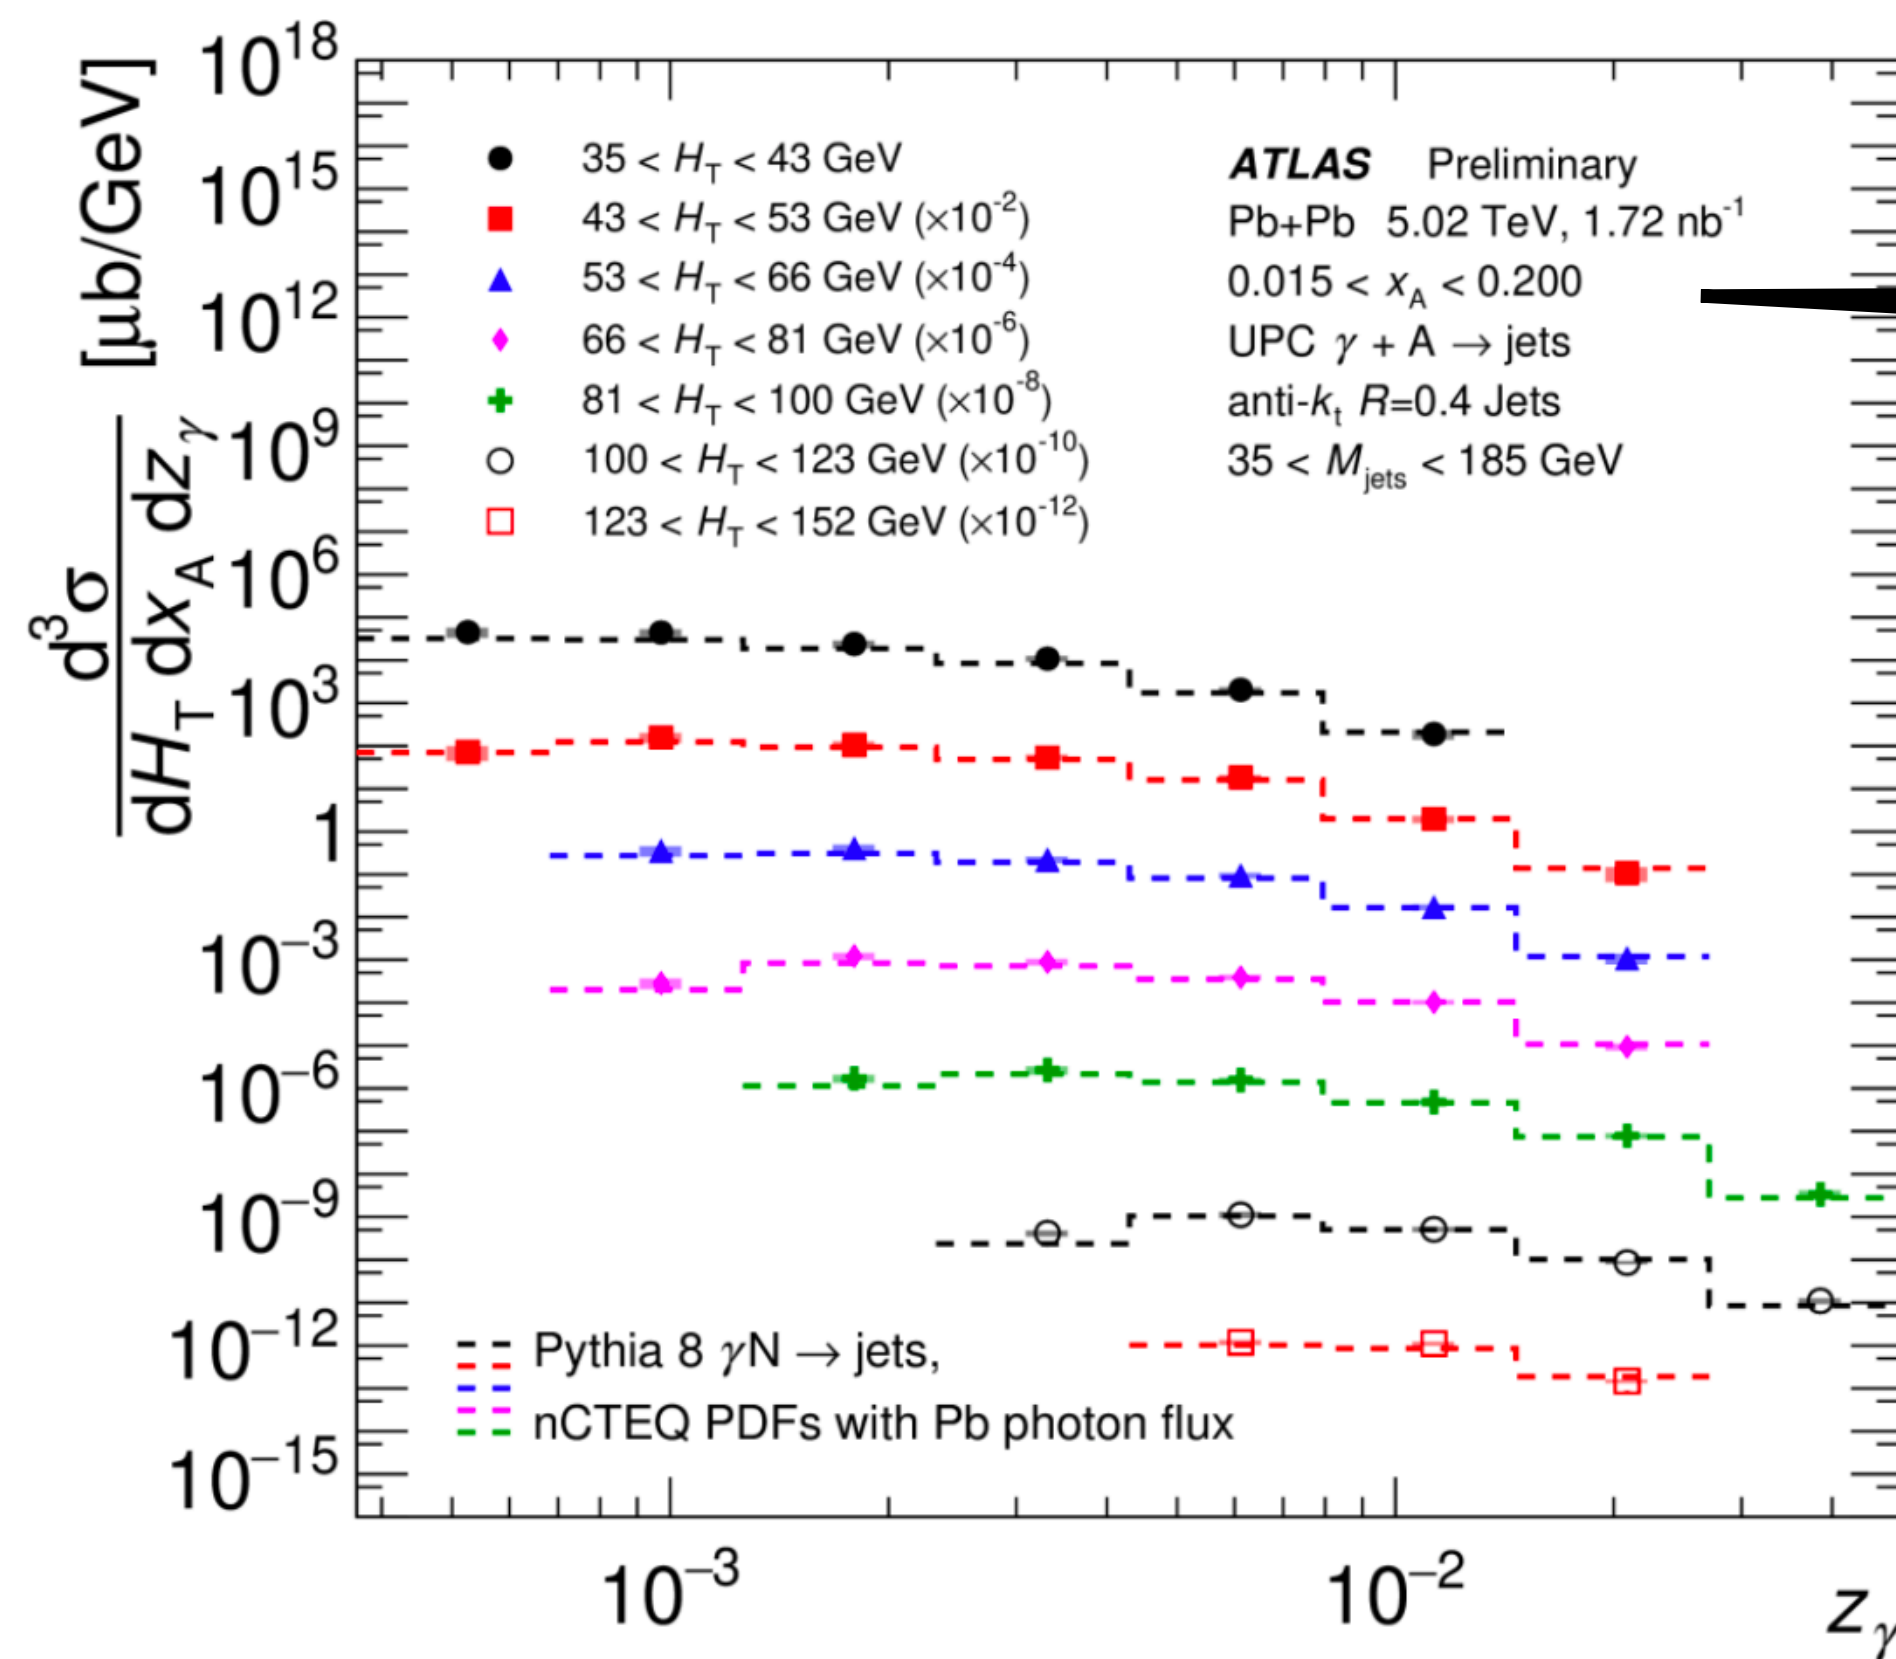 d³σ
dH_T dx_A dz_γ
[μb/GeV]
10¹⁸
10¹⁵
10¹²
10⁹
10⁶
10³
1
10⁻³
10⁻⁶
10⁻⁹
10⁻¹²
10⁻¹⁵
35 < H_T < 43 GeV
43 < H_T < 53 GeV (×10⁻²)
53 < H_T < 66 GeV (×10⁻⁴)
66 < H_T < 81 GeV (×10⁻⁶)
81 < H_T < 100 GeV (×10⁻⁸)
100 < H_T < 123 GeV (×10⁻¹⁰)
123 < H_T < 152 GeV (×10⁻¹²)
ATLAS Preliminary
Pb+Pb 5.02 TeV, 1.72 nb⁻¹
0.015 < x_A < 0.200
UPC γ + A → jets
anti-k_t R=0.4 Jets
35 < M_jets < 185 GeV
Pythia 8 γN → jets,
nCTEQ PDFs with Pb photon flux
10⁻³
10⁻²
z_γ